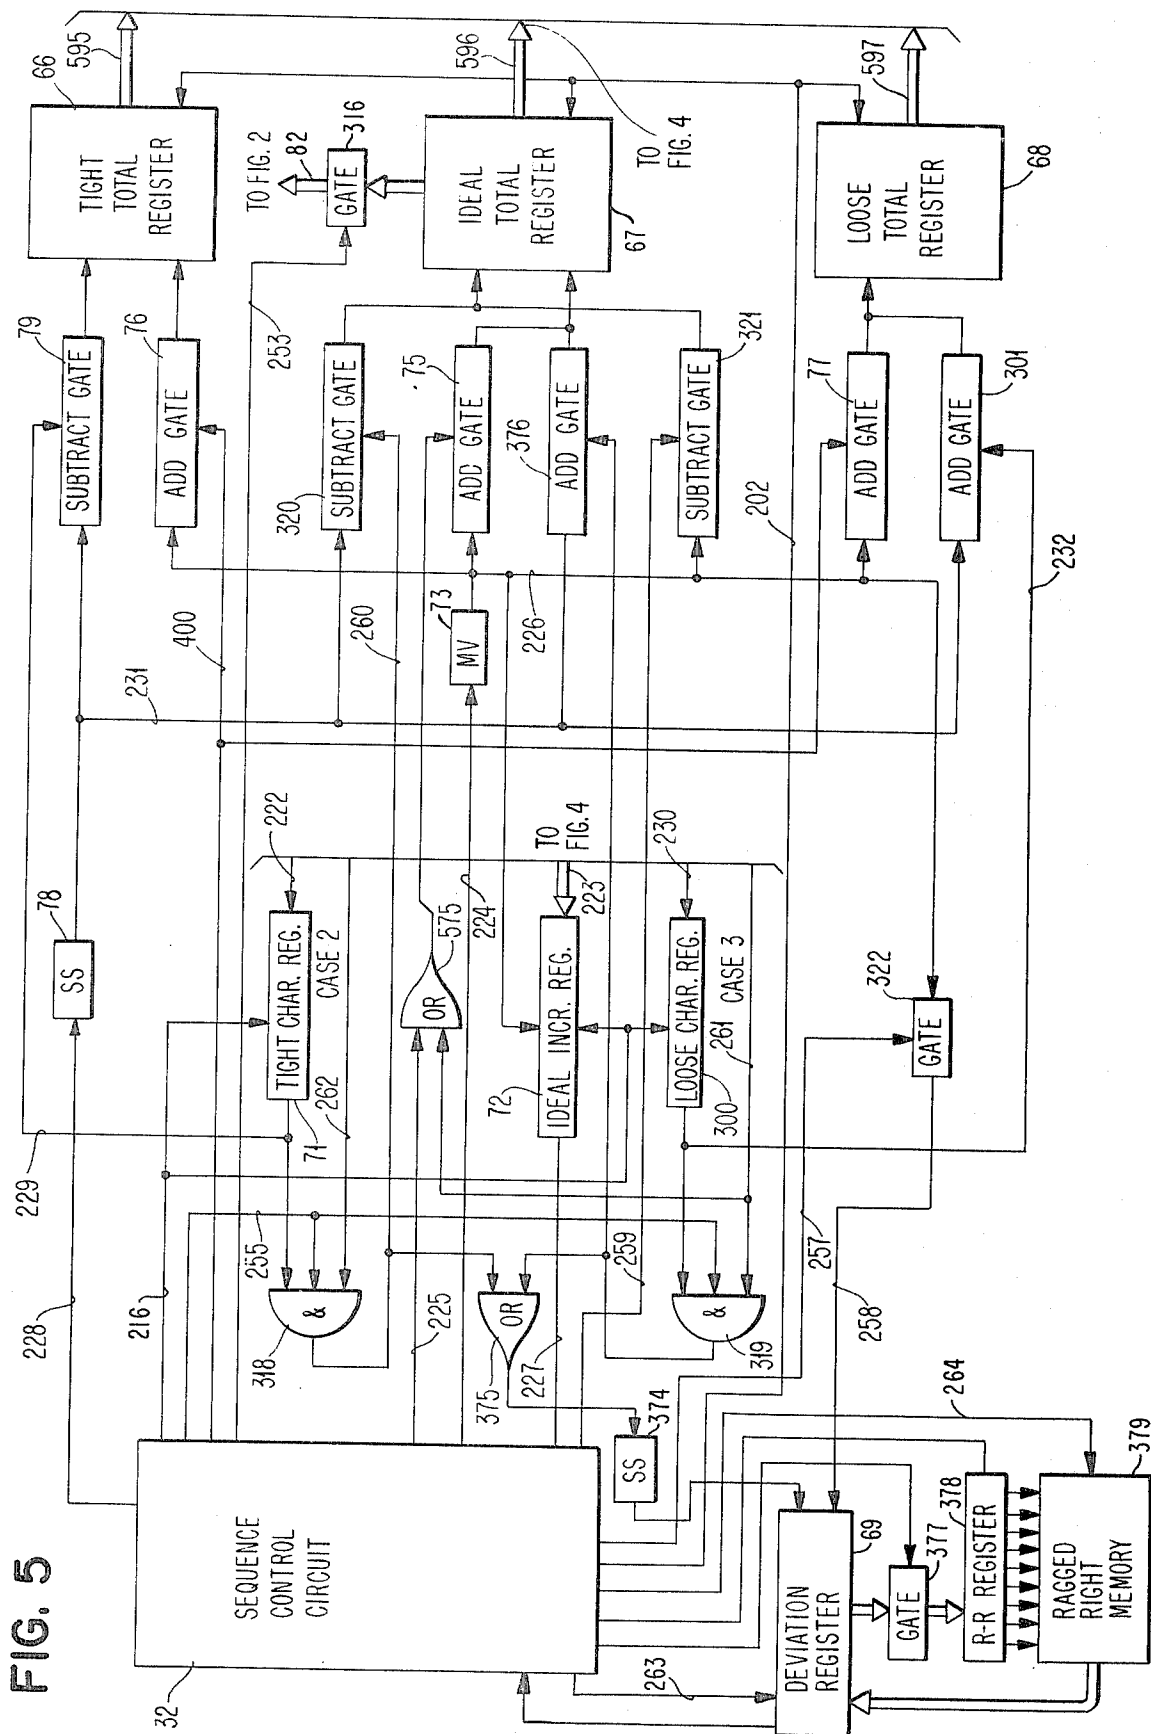 FIG. 5
SEQUENCE
CONTROL
CIRCUIT
32
228
229
216
255
231
400
253
260
SS
78
SUBTRACT GATE
79
ADD GATE
76
TIGHT
TOTAL
REGISTER
66
595
TO FIG. 2
82
GATE
316
IDEAL
TOTAL
REGISTER
67
596
TO
FIG. 4
LOOSE
TOTAL
REGISTER
68
597
TIGHT CHAR. REG.
71
CASE 2
222
262
&
318
320
SUBTRACT GATE
ADD GATE
75
376
ADD GATE
SUBTRACT GATE
321
OR
575
225
224
MV
73
226
202
375
OR
227
259
72
IDEAL INCR. REG.
TO
FIG. 4
223
230
LOOSE CHAR. REG.
300
CASE 3
261
&
319
ADD GATE
77
ADD GATE
301
232
SS
374
257
258
GATE
322
264
263
DEVIATION
REGISTER
69
GATE
377
R-R REGISTER
378
RAGGED
RIGHT
MEMORY
379